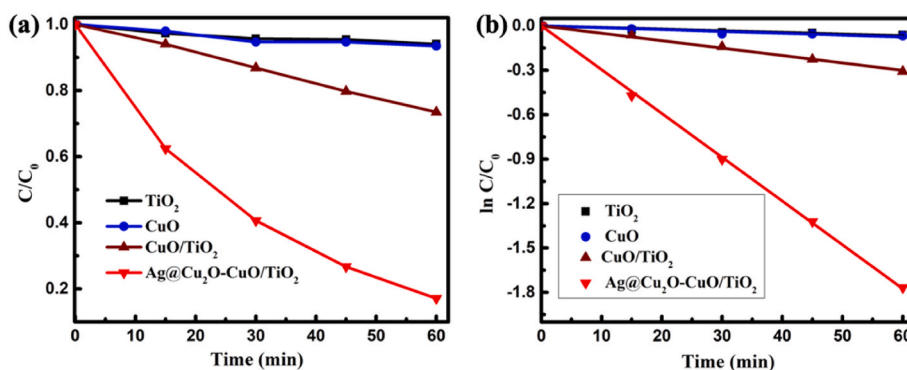 (a)
1.0
0.8
0.6
0.4
0.2
C/C₀
TiO₂
CuO
CuO/TiO₂
Ag@Cu₂O-CuO/TiO₂
0 10 20 30 40 50 60
Time (min)
(b)
0.0
-0.3
-0.6
-0.9
-1.2
-1.5
-1.8
ln C/C₀
TiO₂
CuO
CuO/TiO₂
Ag@Cu₂O-CuO/TiO₂
0 10 20 30 40 50 60
Time (min)